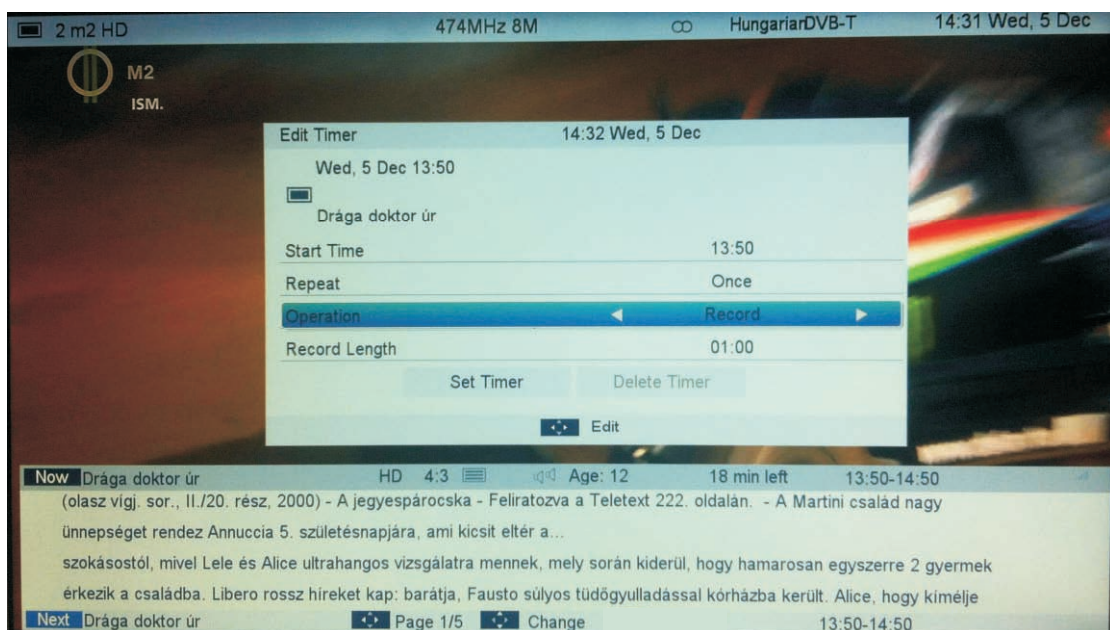 2 m2 HD 474MHz 8M HungarianDVB-T 14:31 Wed, 5 Dec
M2
ISM.
Edit Timer 14:32 Wed, 5 Dec
Wed, 5 Dec 13:50
Drága doktor úr
Start Time 13:50
Repeat Once
Operation Record
Record Length 01:00
Set Timer Delete Timer
Edit
Now Drága doktor úr HD 4:3 Age: 12 18 min left 13:50-14:50
(olasz vígj. sor., II./20. rész, 2000) - A jegyespárocska - Feliratozva a Teletext 222. oldalán. - A Martini család nagy
ünnepséget rendez Annuccia 5. születésnapjára, ami kicsit eltér a...
szokásostól, mivel Lele és Alice ultrahangos vizsgálatra mennek, mely során kiderül, hogy hamarosan egyszerre 2 gyermek
érkezik a családba. Libero rossz híreket kap: barátja, Fausto súlyos tüdőgyulladással kórházba került. Alice, hogy kímélje
Next Drága doktor úr Page 1/5 Change 13:50-14:50